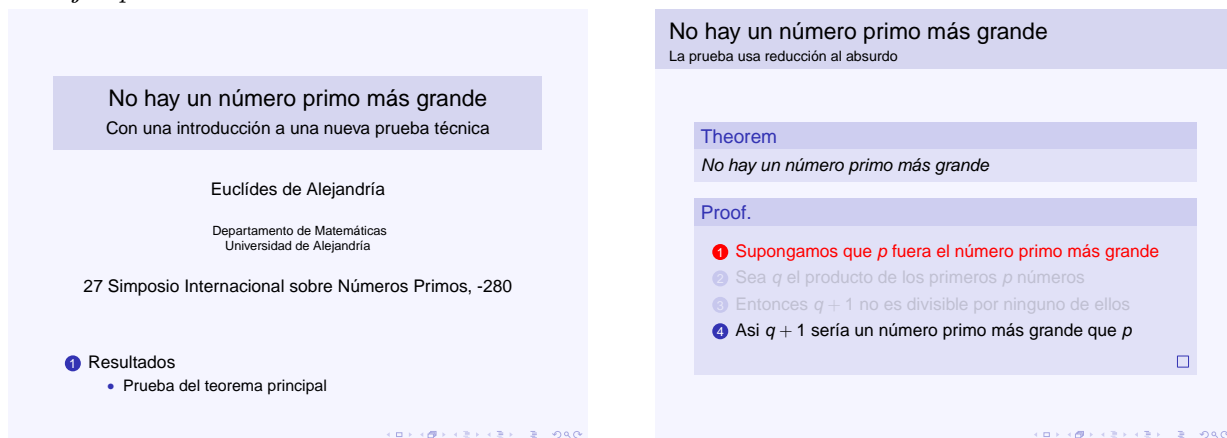 No hay un número primo más grande
Con una introducción a una nueva prueba técnica
Euclídes de Alejandría
Departamento de Matemáticas
Universidad de Alejandría
27 Simposio Internacional sobre Números Primos, -280
1 Resultados
• Prueba del teorema principal
No hay un número primo más grande
La prueba usa reducción al absurdo
Theorem
No hay un número primo más grande
Proof.
1 Supongamos que p fuera el número primo más grande
2 Sea q el producto de los primeros p números
3 Entonces q + 1 no es divisible por ninguno de ellos
4 Asi q + 1 sería un número primo más grande que p